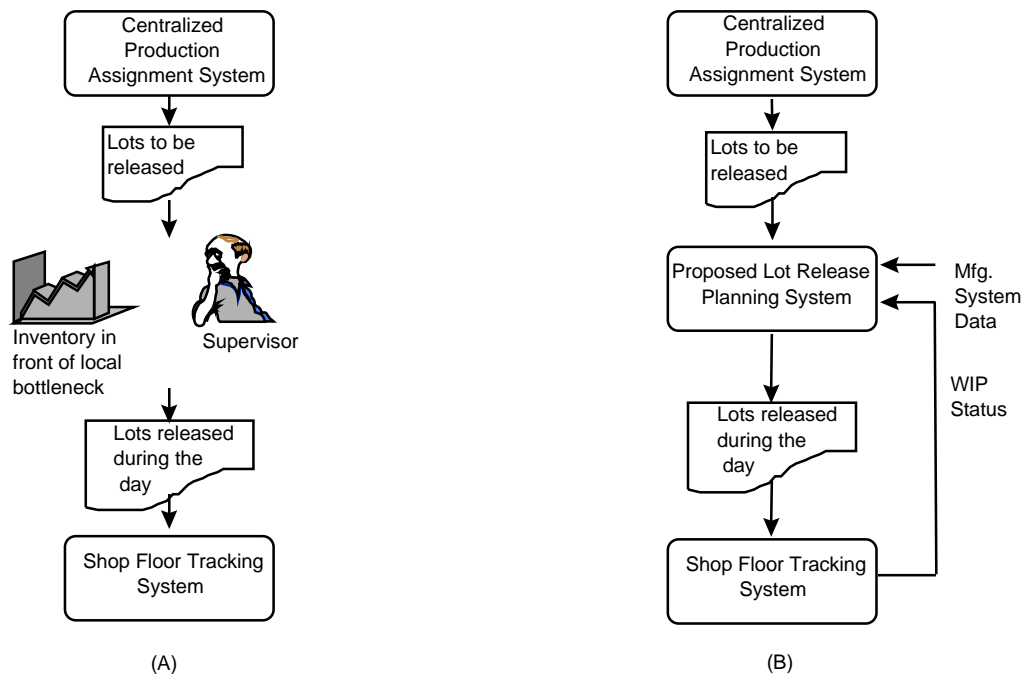 Centralized
Production
Assignment System
Lots to be
released
Inventory in
front of local
bottleneck
Supervisor
Lots released
during the
day
Shop Floor Tracking
System
(A)
Centralized
Production
Assignment System
Lots to be
released
Proposed Lot Release
Planning System
Mfg.
System
Data
WIP
Status
Lots released
during the
day
Shop Floor Tracking
System
(B)